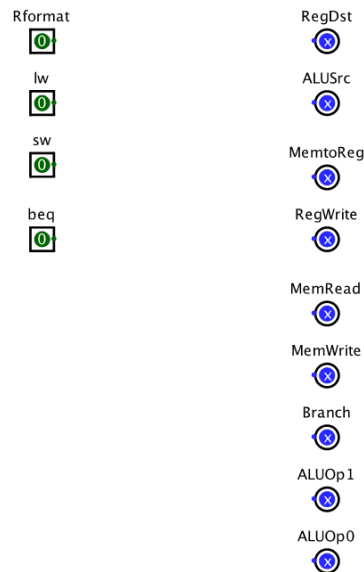 Rformat
0
lw
0
sw
0
beq
0
RegDst
x
ALUSrc
x
MemtoReg
x
RegWrite
x
MemRead
x
MemWrite
x
Branch
x
ALUOp1
x
ALUOp0
x